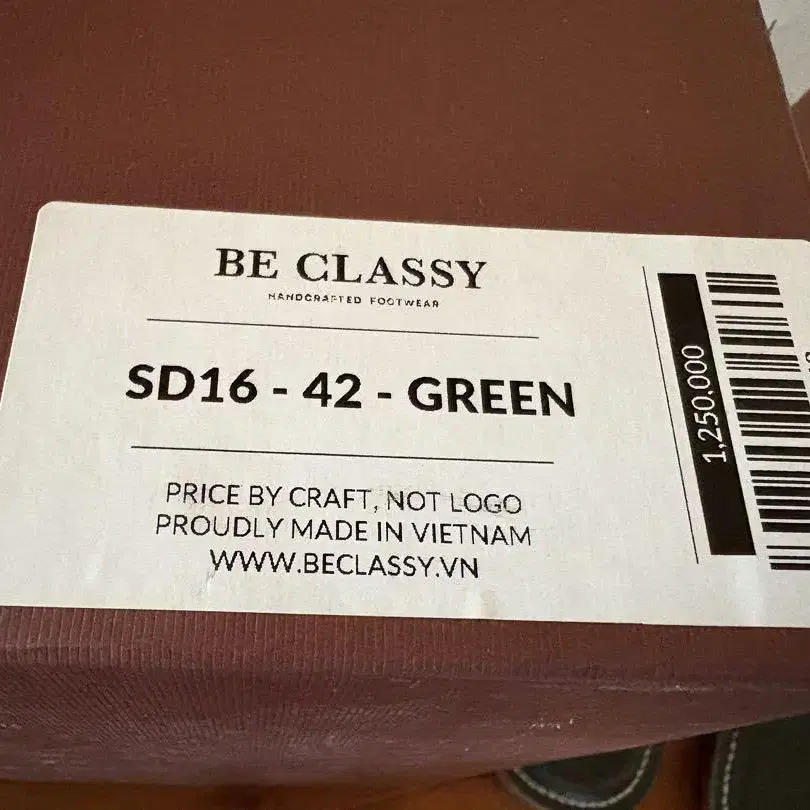 BE CLASSY
HANDCRAFTED FOOTWEAR
SD16 - 42 - GREEN
PRICE BY CRAFT, NOT LOGO
PROUDLY MADE IN VIETNAM
WWW.BECLASSY.VN
1,250,000